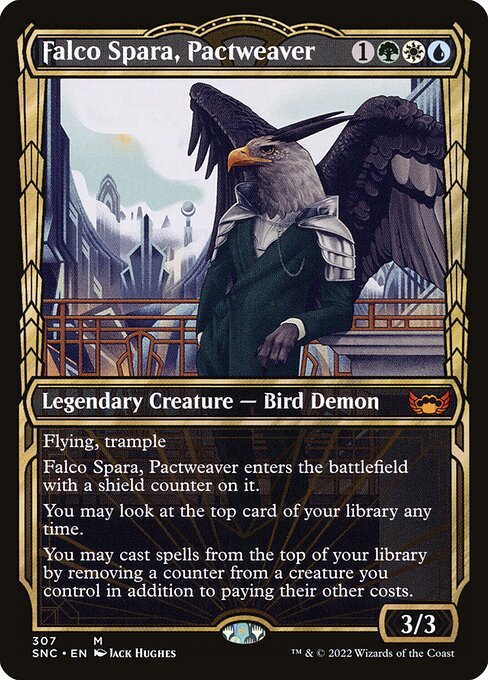 Falco Spara, Pactweaver 1
Legendary Creature — Bird Demon
Flying, trample
Falco Spara, Pactweaver enters the battlefield
with a shield counter on it.
You may look at the top card of your library any
time.
You may cast spells from the top of your library
by removing a counter from a creature you
control in addition to paying their other costs.
3/3
307 M
SNC • EN Jack Hughes ™ & © 2022 Wizards of the Coast